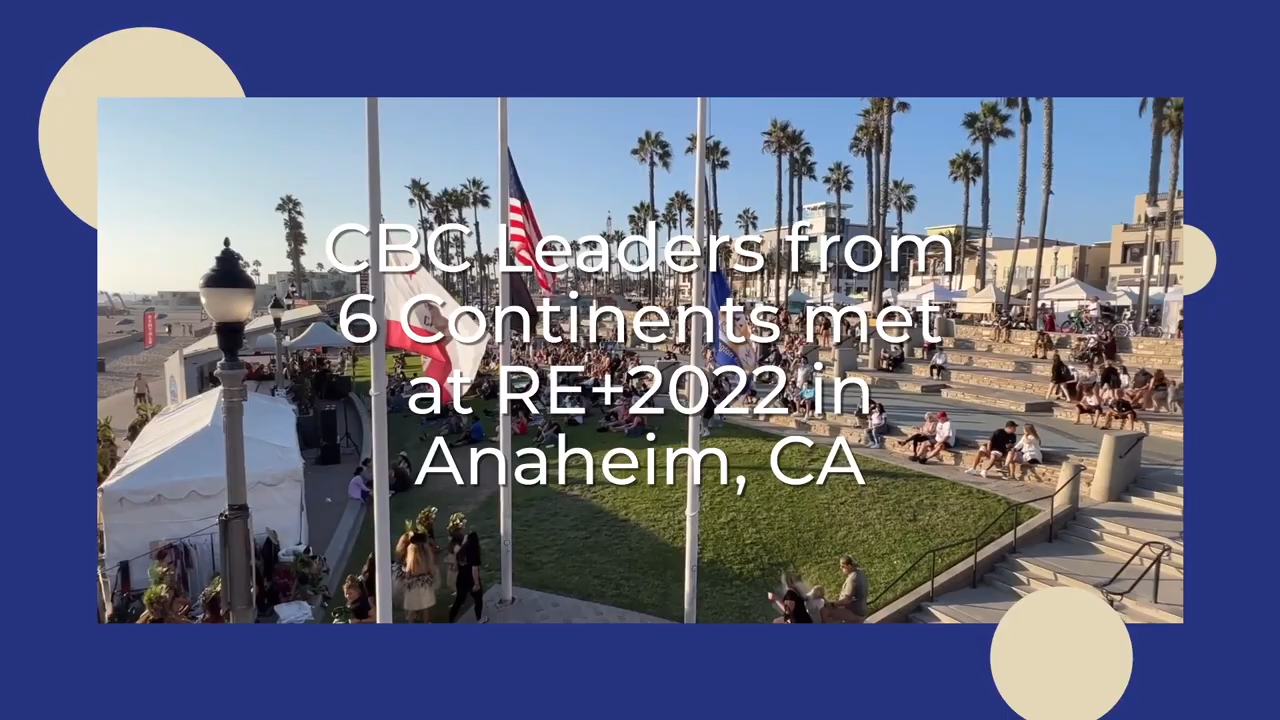 CBC Leaders from
6 Continents met
at RE+2022 in
Anaheim, CA